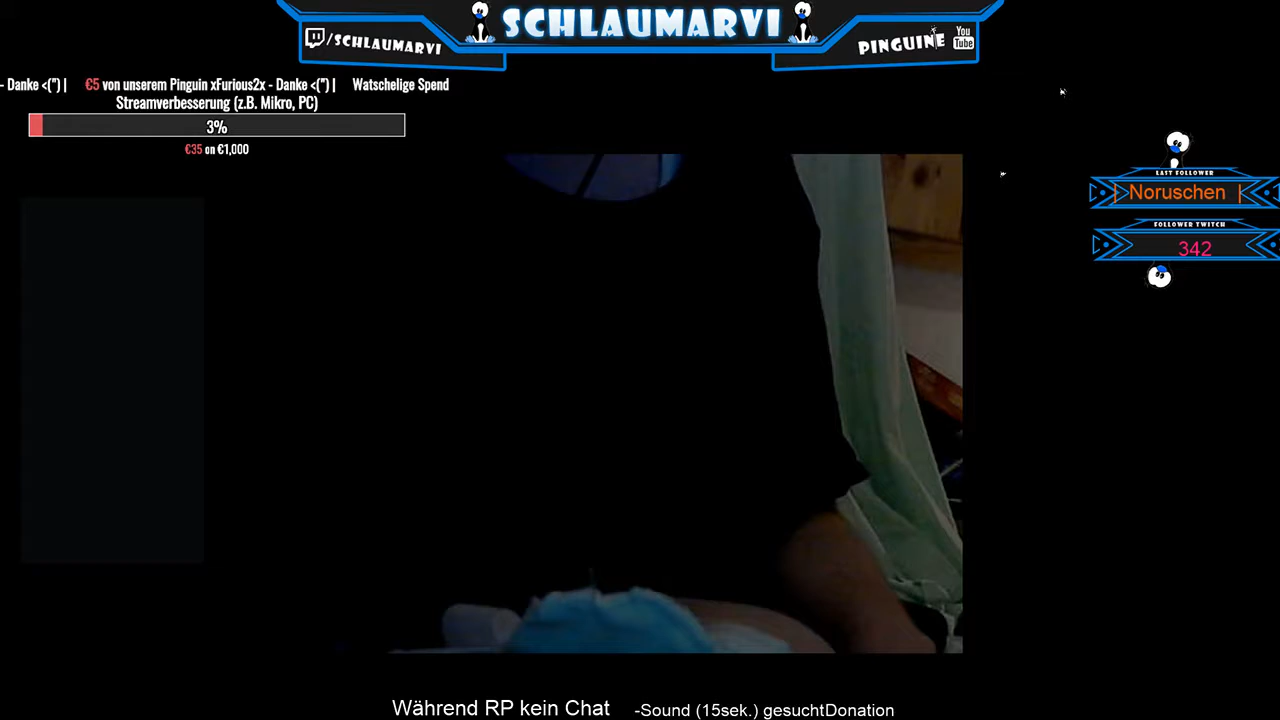 SCHLAUMARVI
/SCHLAUMARVI
PINGUINE
You Tube
- Danke <(") | €5 von unserem Pinguin xFurious2x - Danke <(") | Watschelige Spend
Streamverbesserung (z.B. Mikro, PC)
3%
€35 on €1,000
LAST FOLLOWER
| Noruschen |
FOLLOWER TWITCH
342
Während RP kein Chat
-Sound (15sek.) gesuchtDonation